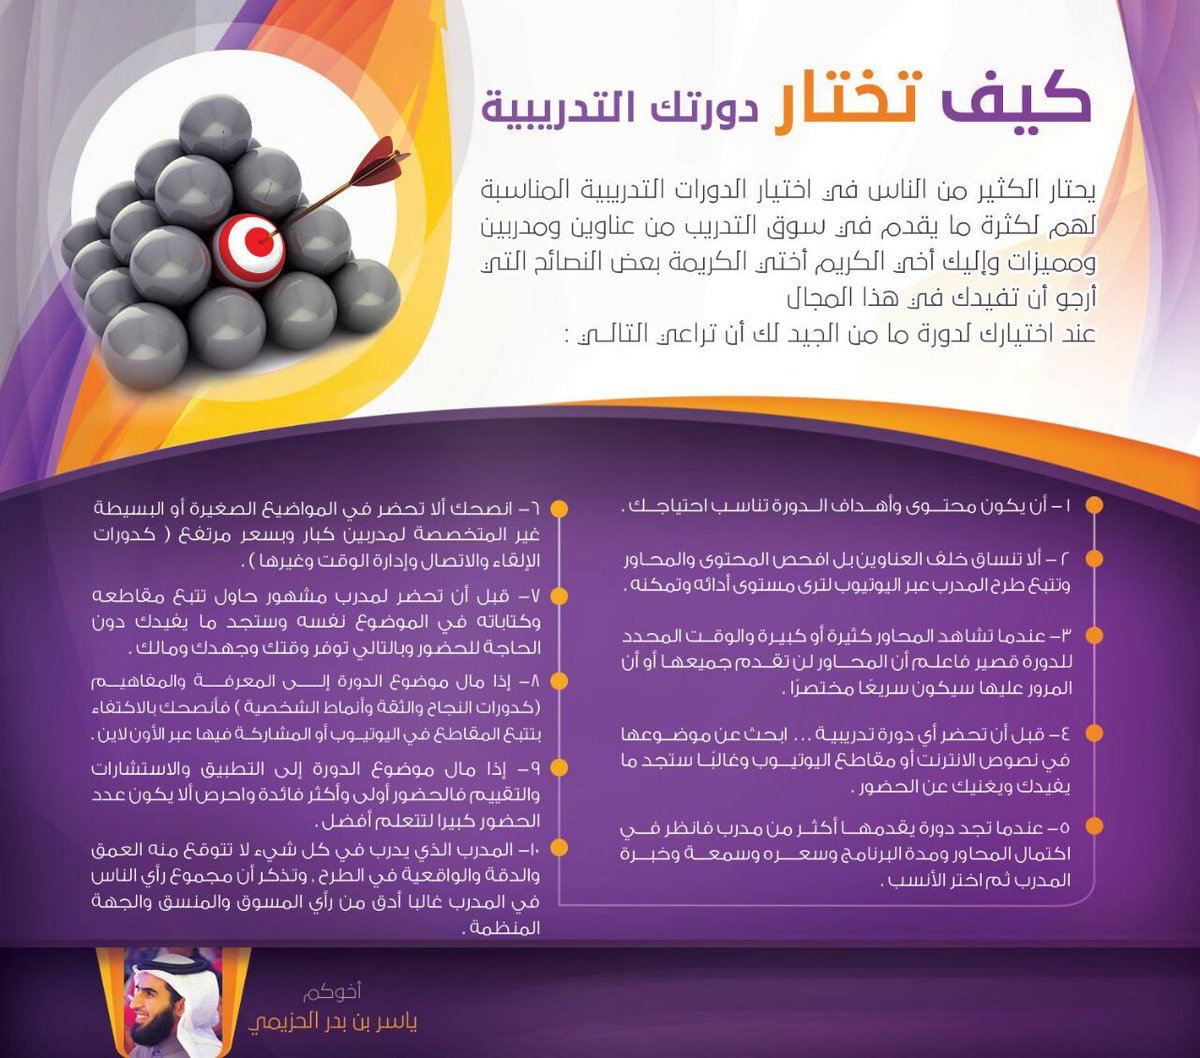 كيف تختار دورتك التدريبية
يحتار الكثير من الناس في اختيار الدورات التدريبية المناسبة
لهم لكثرة ما يقدم في سوق التدريب من عناوين ومدربين
ومميزات وإليك أخي الكريم أختي الكريمة بعض النصائح التي
أرجو أن تفيدك في هذا المجال
عند اختيارك لدورة ما من الجيد لك أن تراعي التالي :
١- أن يكون محتوى وأهداف الدورة تناسب احتياجك .
٢- ألا تنساق خلف العناوين بل افحص المحتوى والمحاور
وتتبع طرح المدرب عبر اليوتيوب لترى مستوى أدائه وتمكنه .
٣- عندما تشاهد المحاور كثيرة أو كبيرة والوقت المحدد
للدورة قصير فاعلم أن المحاور لن تقدم جميعها أو أن
المرور عليها سيكون سريعًا مختصرًا .
٤- قبل أن تحضر أي دورة تدريبية ... ابحث عن موضوعها
في نصوص الانترنت أو مقاطع اليوتيوب وغالبًا ستجد ما
يفيدك ويغنيك عن الحضور .
٥- عندما تجد دورة يقدمها أكثر من مدرب فانظر في
اكتمال المحاور ومدة البرنامج وسعره وسمعة وخبرة
المدرب ثم اختر الأنسب .
٦- انصحك ألا تحضر في المواضيع الصغيرة أو البسيطة
غير المتخصصة لمدربين كبار وبسعر مرتفع ( كدورات
الإلقاء والاتصال وإدارة الوقت وغيرها ) .
٧- قبل أن تحضر لمدرب مشهور حاول تتبع مقاطعه
وكتاباته في الموضوع نفسه وستجد ما يفيدك دون
الحاجة للحضور وبالتالي توفر وقتك وجهدك ومالك .
٨- إذا مال موضوع الدورة إلى المعرفة والمفاهيم
(كدورات النجاح والثقة وأنماط الشخصية ) فأنصحك بالاكتفاء
بتتبع المقاطع في اليوتيوب أو المشاركة فيها عبر الأون لاين .
٩- إذا مال موضوع الدورة إلى التطبيق والاستشارات
والتقييم فالحضور أولى وأكثر فائدة واحرص ألا يكون عدد
الحضور كبيرا لتتعلم أفضل .
١٠- المدرب الذي يدرب في كل شيء لا تتوقع منه العمق
والدقة والواقعية في الطرح , وتذكر أن مجموع رأي الناس
في المدرب غالبا أدق من رأي المسوق والمنسق والجهة
المنظمة .
أخوكم
ياسر بن بدر الحزيمي